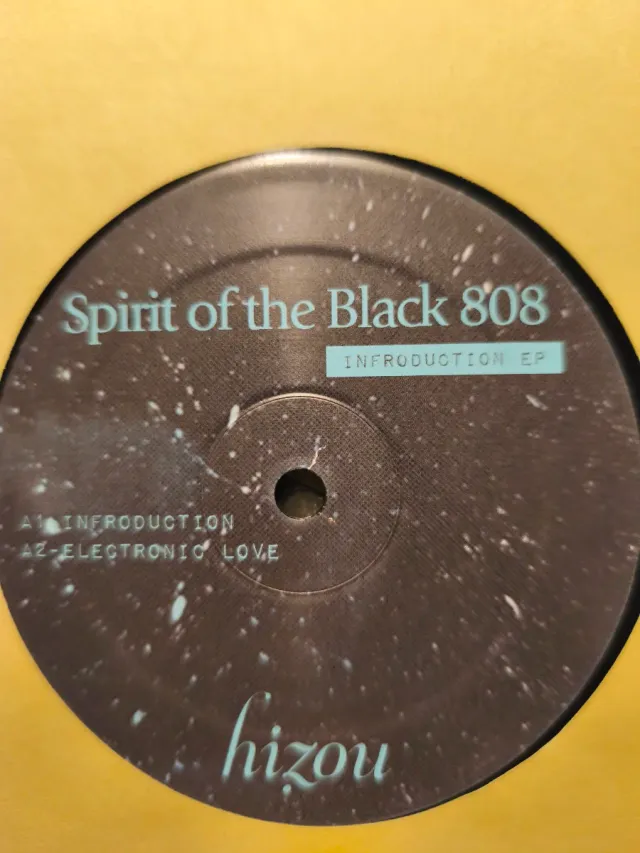 Spirit of the Black 808
INFRODUCTION EP
A1-INFRODUCTION
A2-ELECTRONIC LOVE
hizou